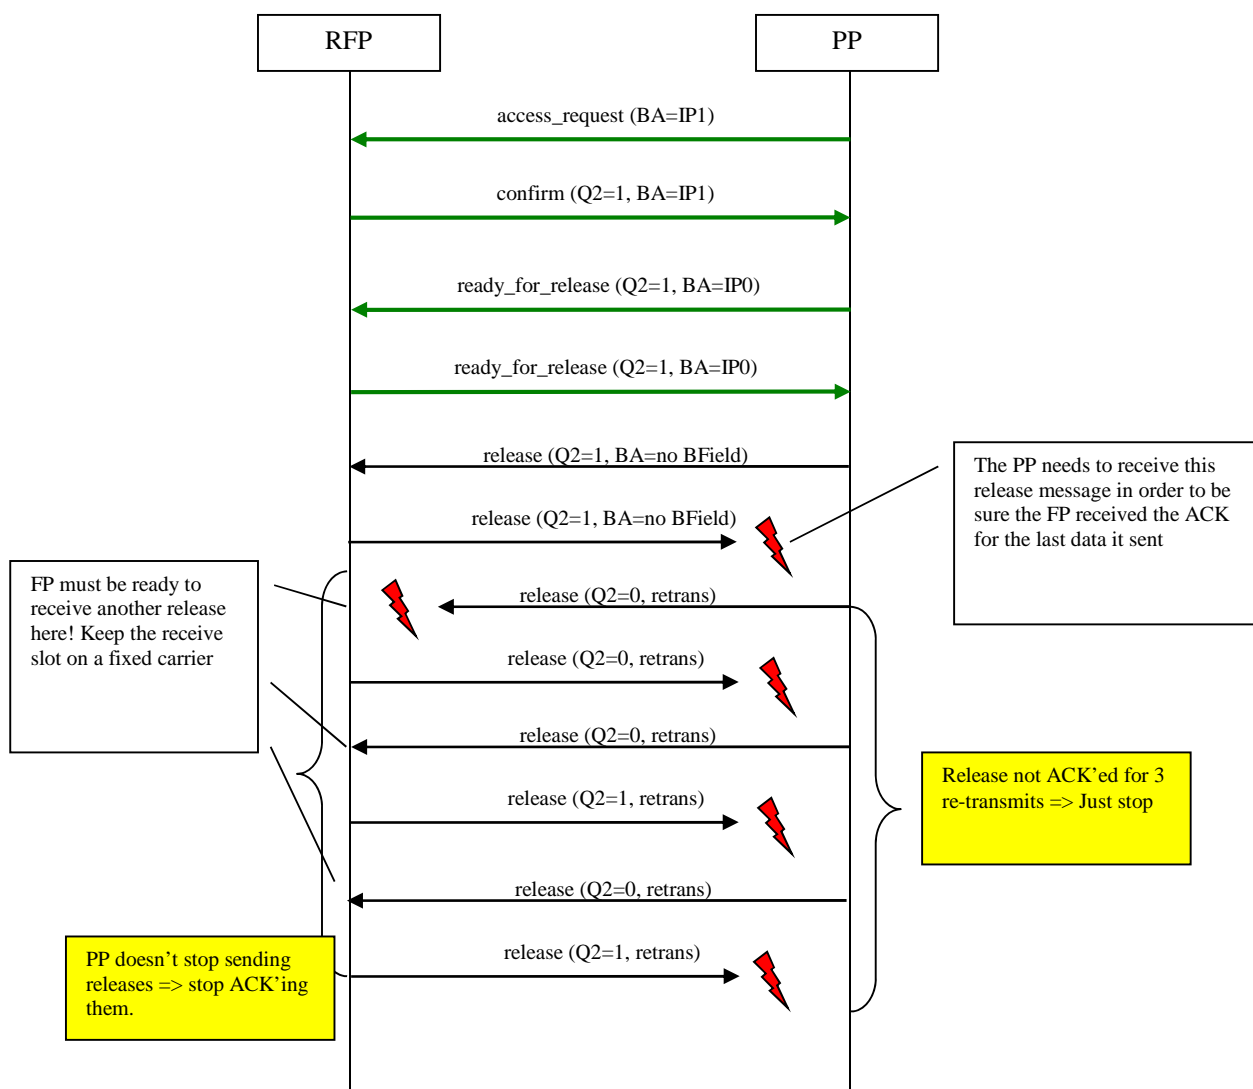 RFP
PP
access_request (BA=IP1)
confirm (Q2=1, BA=IP1)
ready_for_release (Q2=1, BA=IP0)
ready_for_release (Q2=1, BA=IP0)
release (Q2=1, BA=no BField)
The PP needs to receive this
release message in order to be
sure the FP received the ACK
for the last data it sent
release (Q2=1, BA=no BField)
FP must be ready to
receive another release
here! Keep the receive
slot on a fixed carrier
release (Q2=0, retrans)
release (Q2=0, retrans)
release (Q2=0, retrans)
Release not ACK’ed for 3
re-transmits => Just stop
release (Q2=1, retrans)
release (Q2=0, retrans)
PP doesn’t stop sending
releases => stop ACK’ing
them.
release (Q2=1, retrans)